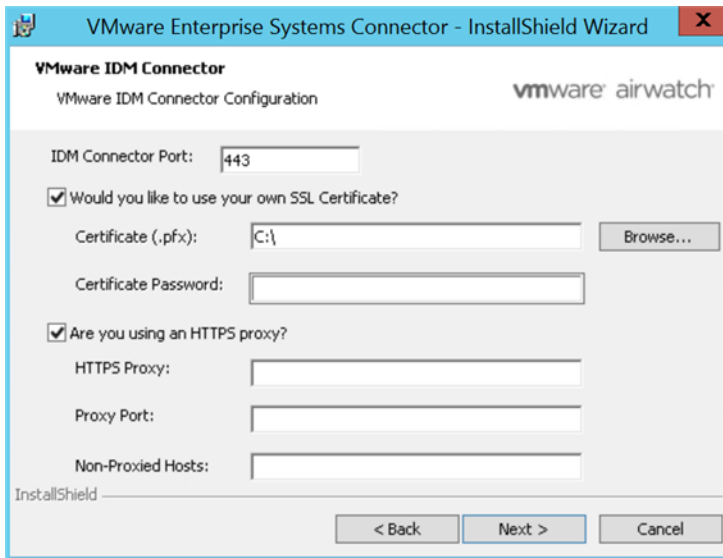 VMware Enterprise Systems Connector - InstallShield Wizard
x
VMware IDM Connector
VMware IDM Connector Configuration
vmware airwatch
IDM Connector Port: 443
Would you like to use your own SSL Certificate?
Certificate (.pfx): C:\ Browse...
Certificate Password:
Are you using an HTTPS proxy?
HTTPS Proxy:
Proxy Port:
Non-Proxied Hosts:
InstallShield
< Back Next > Cancel